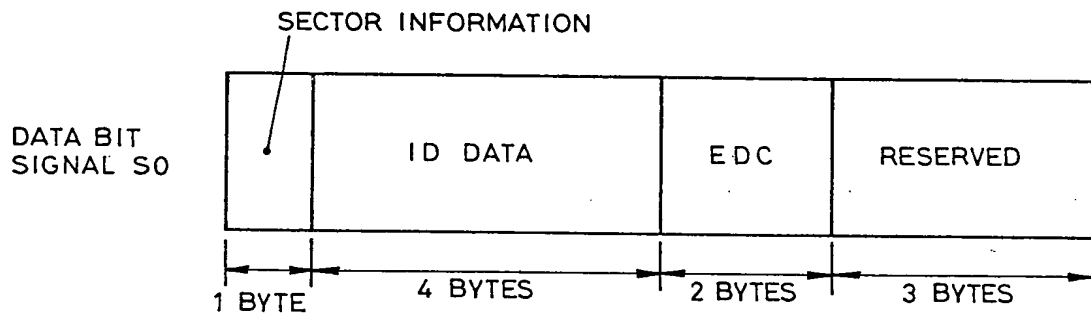 SECTOR INFORMATION
DATA BIT
SIGNAL S0
ID DATA
EDC
RESERVED
1 BYTE
4 BYTES
2 BYTES
3 BYTES